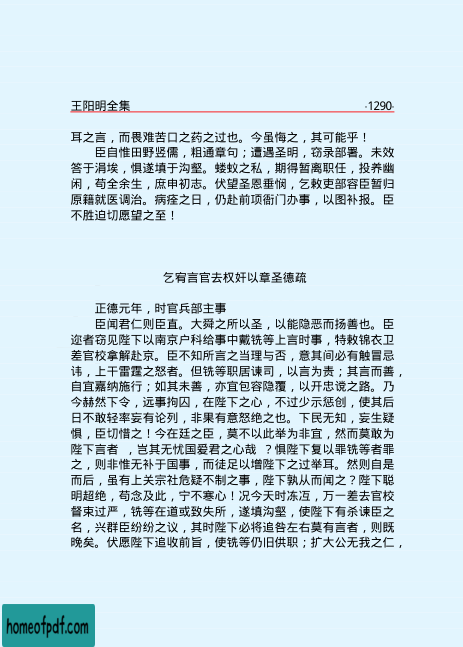 王阳明全集 ·1290·
耳之言，而畏难苦口之药之过也。今虽悔之，其可能乎！
臣自惟田野竖儒，粗通章句；遭遇圣明，窃录部署。未效
答于涓埃，惧遂填于沟壑。蝼蚁之私，期得暂离职任，投养幽
闲，苟全余生，庶申初志。伏望圣恩垂悯，乞敕吏部容臣暂归
原籍就医调治。病痊之日，仍赴前项衙门办事，以图补报。臣
不胜迫切愿望之至！
乞宥言官去权奸以章圣德疏
正德元年，时官兵部主事
臣闻君仁则臣直。大舜之所以圣，以能隐恶而扬善也。臣
迩者窃见陛下以南京户科给事中戴铣等上言时事，特敕锦衣卫
差官校拿解赴京。臣不知所言之当理与否，意其间必有触冒忌
讳，上干雷霆之怒者。但铣等职居谏司，以言为责；其言而善，
自宜嘉纳施行；如其未善，亦宜包容隐覆，以开忠谠之路。乃
今赫然下令，远事拘囚，在陛下之心，不过少示惩创，使其后
日不敢轻率妄有论列，非果有意怒绝之也。下民无知，妄生疑
惧，臣切惜之！今在廷之臣，莫不以此举为非宜，然而莫敢为
陛下言者 ，岂其无忧国爱君之心哉 ？惧陛下复以罪铣等者罪
之，则非惟无补于国事，而徒足以增陛下之过举耳。然则自是
而后，虽有上关宗社危疑不制之事，陛下孰从而闻之？陛下聪
明超绝，苟念及此，宁不寒心！况今天时冻冱，万一差去官校
督束过严，铣等在道或致失所，遂填沟壑，使陛下有杀谏臣之
名，兴群臣纷纷之议，其时陛下必将追咎左右莫有言者，则既
晚矣。伏愿陛下追收前旨，使铣等仍旧供职；扩大公无我之仁，
homeofpdf.com